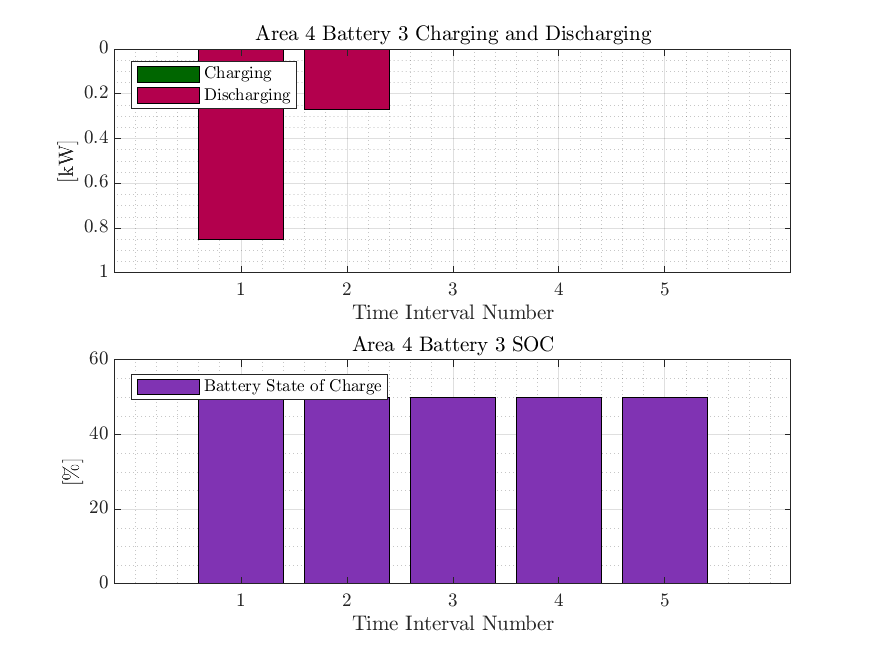 Area 4 Battery 3 Charging and Discharging
0
0.2
0.4
0.6
0.8
1
[kW]
Charging
Discharging
1 2 3 4 5
Time Interval Number
Area 4 Battery 3 SOC
60
40
20
0
[%]
Battery State of Charge
1 2 3 4 5
Time Interval Number